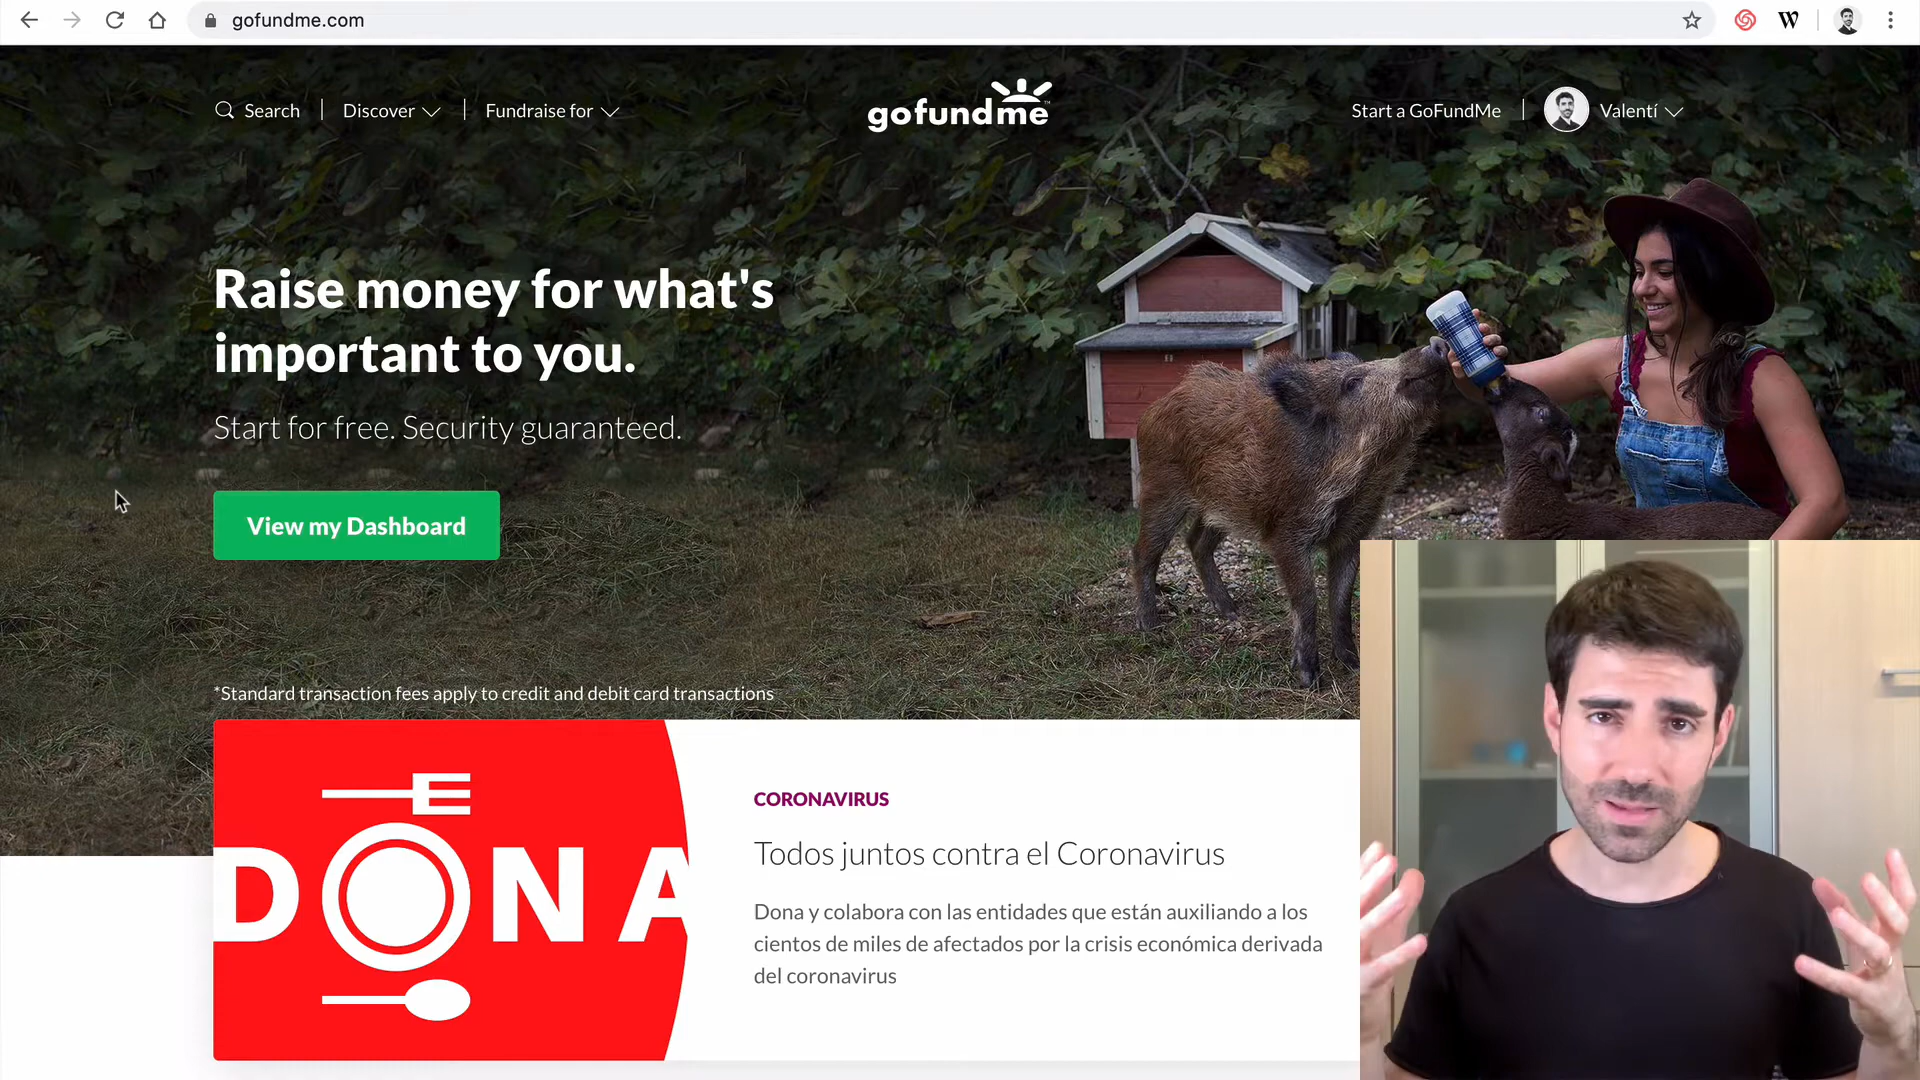 gofundme.com
W
Search
Discover
Fundraise for
gofundme
Start a GoFundMe
Valentí
Raise money for what's
important to you.
Start for free. Security guaranteed.
View my Dashboard
*Standard transaction fees apply to credit and debit card transactions
DONA
CORONAVIRUS
Todos juntos contra el Coronavirus
Dona y colabora con las entidades que están auxiliando a los
cientos de miles de afectados por la crisis económica derivada
del coronavirus